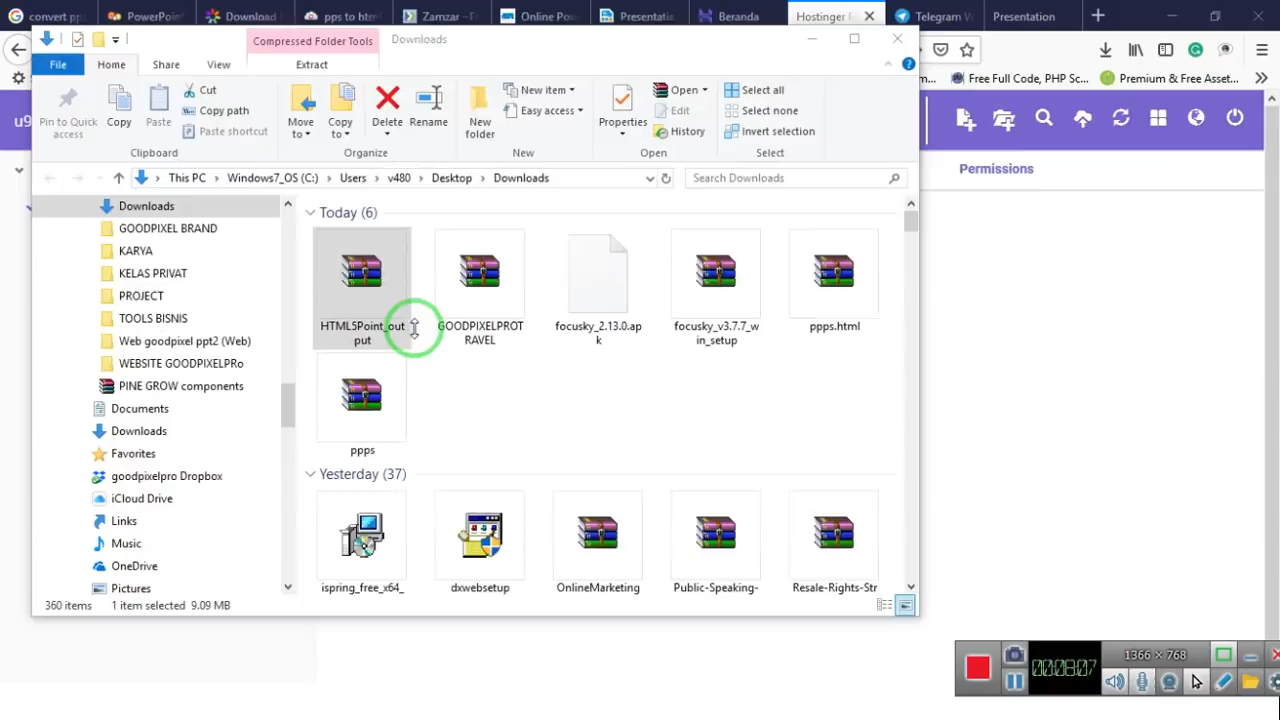 convert pp
PowerPoin
Download
pps to html
Zamzar – D
Online Pow
Presentatio
Beranda
Hostinger
Telegram W
Presentation
Compressed Folder Tools
Downloads
File
Home
Share
View
Extract
Pin to Quick access
Copy
Paste
Cut
Copy path
Paste shortcut
Move to
Copy to
Delete
Rename
New folder
New item
Easy access
Properties
Open
Edit
History
Select all
Select none
Invert selection
Clipboard
Organize
New
Open
Select
This PC
Windows7_OS (C:)
Users
v480
Desktop
Downloads
Search Downloads
Free Full Code, PHP Sc...
Premium & Free Asset...
u9
Permissions
Downloads
GOODPIXEL BRAND
KARYA
KELAS PRIVAT
PROJECT
TOOLS BISNIS
Web goodpixel ppt2 (Web)
WEBSITE GOODPIXELPRo
PINE GROW components
Documents
Downloads
Favorites
goodpixelpro Dropbox
iCloud Drive
Links
Music
OneDrive
Pictures
Today (6)
HTML5Point_output
GOODPIXELPROTRAVEL
focusky_2.13.0.apk
focusky_v3.7.7_win_setup
ppps.html
ppps
Yesterday (37)
ispring_free_x64_
dxwebsetup
OnlineMarketing
Public-Speaking-
Resale-Rights-Str
360 items
1 item selected 9.09 MB
1366 × 768
00:08:07